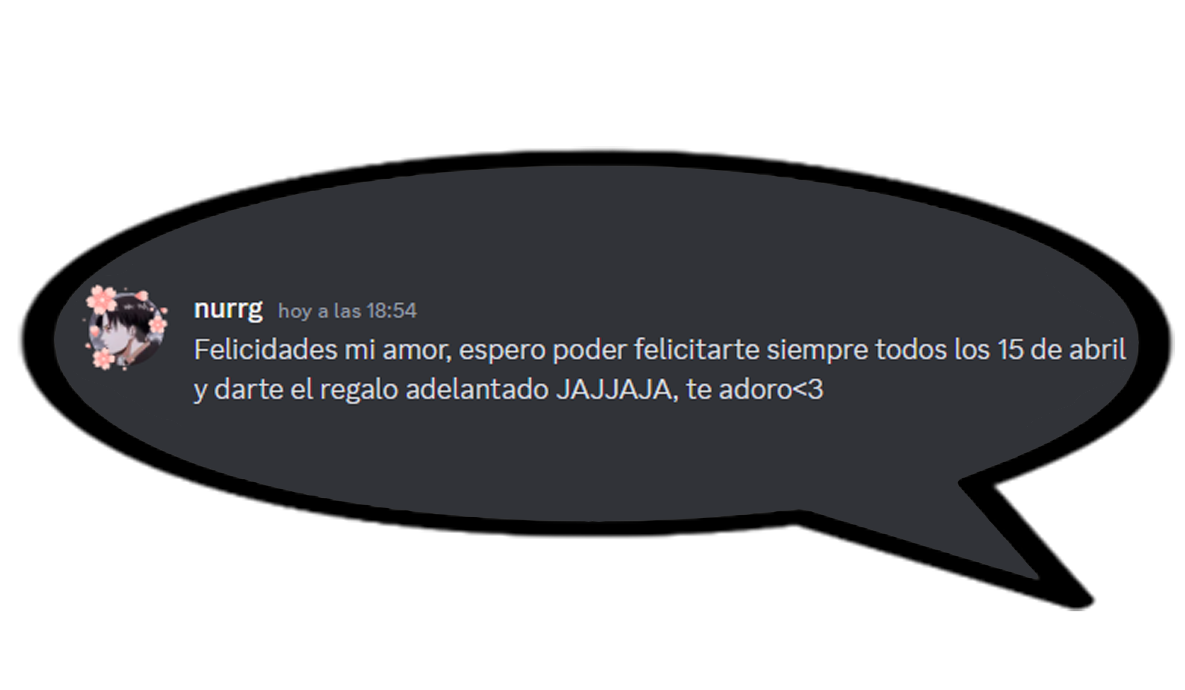 nurrg hoy a las 18:54
Felicidades mi amor, espero poder felicitarte siempre todos los 15 de abril
y darte el regalo adelantado JAJJAJA, te adoro<3